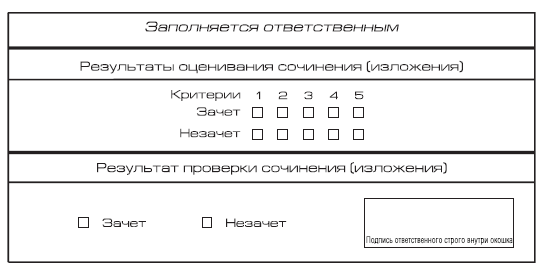 Заполняется ответственным
Результаты оценивания сочинения (изложения)
Критерии 1 2 3 4 5
Зачет
Незачет
Результат проверки сочинения (изложения)
Зачет Незачет
Подпись ответственного строго внутри окошка